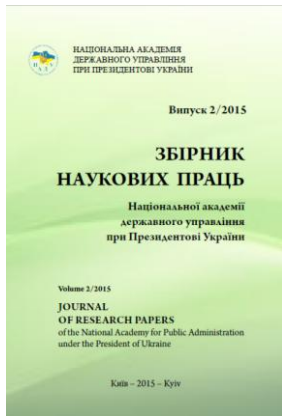 НАЦІОНАЛЬНА АКАДЕМІЯ
ДЕРЖАВНОГО УПРАВЛІННЯ
ПРИ ПРЕЗИДЕНТОВІ УКРАЇНИ
Випуск 2/2015
ЗБІРНИК
НАУКОВИХ ПРАЦЬ
Національної академії
державного управління
при Президентові України
Volume 2/2015
JOURNAL
OF RESEARCH PAPERS
of the National Academy for Public Administration
under the President of Ukraine
Київ – 2015 – Kyiv